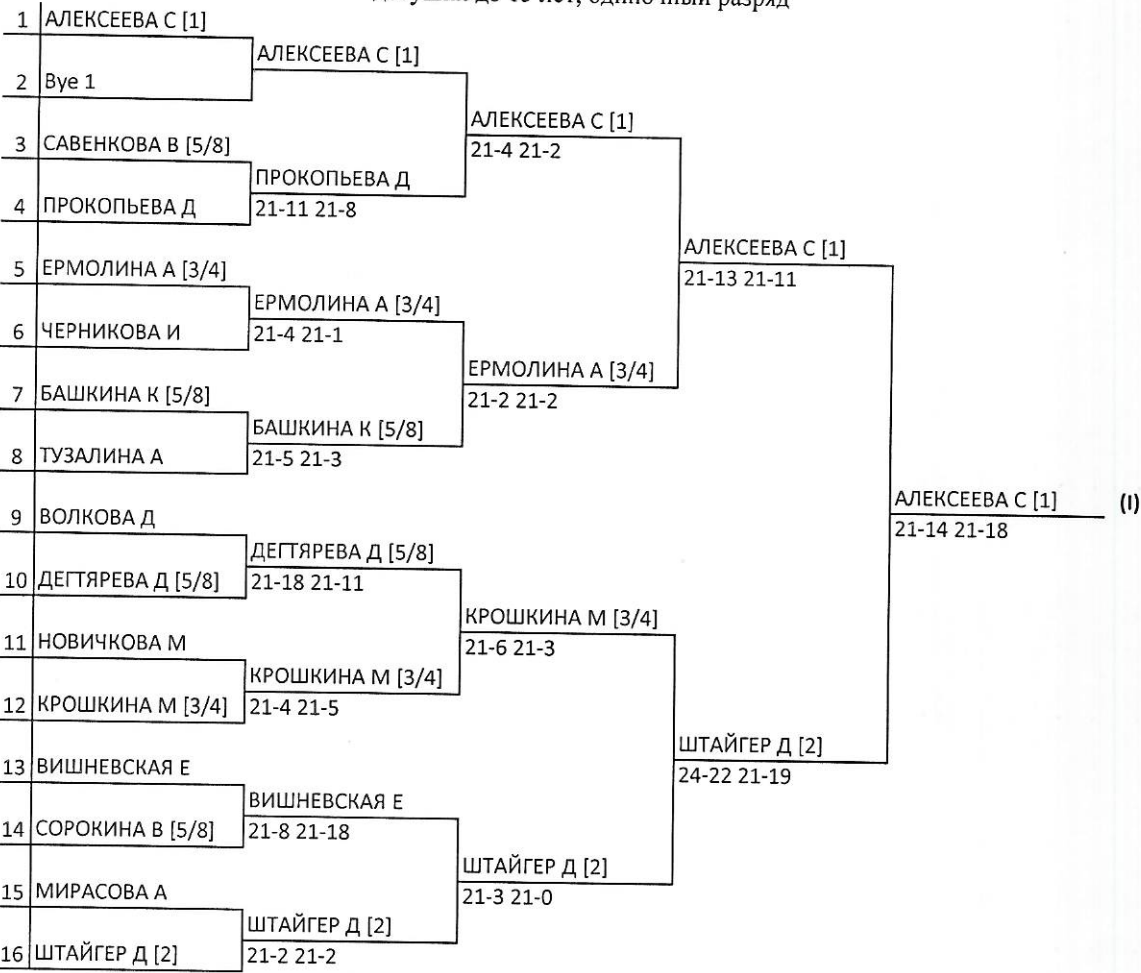 до 13 лет, одиночный разряд
1 АЛЕКСЕЕВА С [1]
АЛЕКСЕЕВА С [1]
2 Bye 1
АЛЕКСЕЕВА С [1]
21-4 21-2
3 САВЕНКОВА В [5/8]
ПРОКОПЬЕВА Д
21-11 21-8
4 ПРОКОПЬЕВА Д
АЛЕКСЕЕВА С [1]
21-13 21-11
5 ЕРМОЛИНА А [3/4]
ЕРМОЛИНА А [3/4]
21-4 21-1
6 ЧЕРНИКОВА И
ЕРМОЛИНА А [3/4]
21-2 21-2
7 БАШКИНА К [5/8]
БАШКИНА К [5/8]
21-5 21-3
8 ТУЗАЛИНА А
АЛЕКСЕЕВА С [1] (I)
21-14 21-18
9 ВОЛКОВА Д
ДЕГТЯРЕВА Д [5/8]
21-18 21-11
10 ДЕГТЯРЕВА Д [5/8]
КРОШКИНА М [3/4]
21-6 21-3
11 НОВИЧКОВА М
КРОШКИНА М [3/4]
21-4 21-5
12 КРОШКИНА М [3/4]
ШТАЙГЕР Д [2]
24-22 21-19
13 ВИШНЕВСКАЯ Е
ВИШНЕВСКАЯ Е
21-8 21-18
14 СОРОКИНА В [5/8]
ШТАЙГЕР Д [2]
21-3 21-0
15 МИРАСОВА А
ШТАЙГЕР Д [2]
21-2 21-2
16 ШТАЙГЕР Д [2]